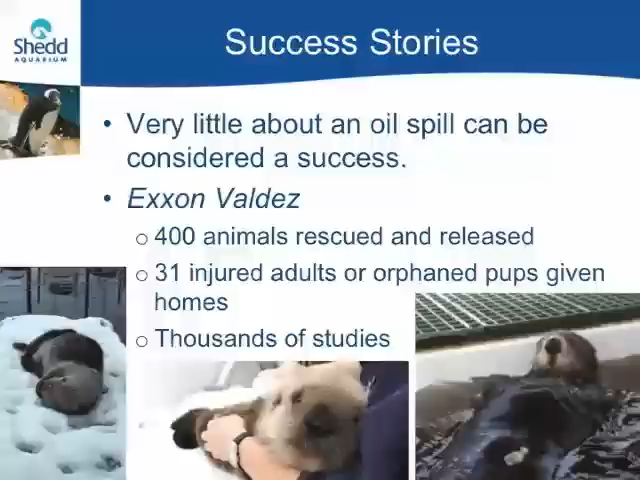 Shedd
AQUARIUM
Success Stories
• Very little about an oil spill can be
considered a success.
• Exxon Valdez
o 400 animals rescued and released
o 31 injured adults or orphaned pups given
homes
o Thousands of studies